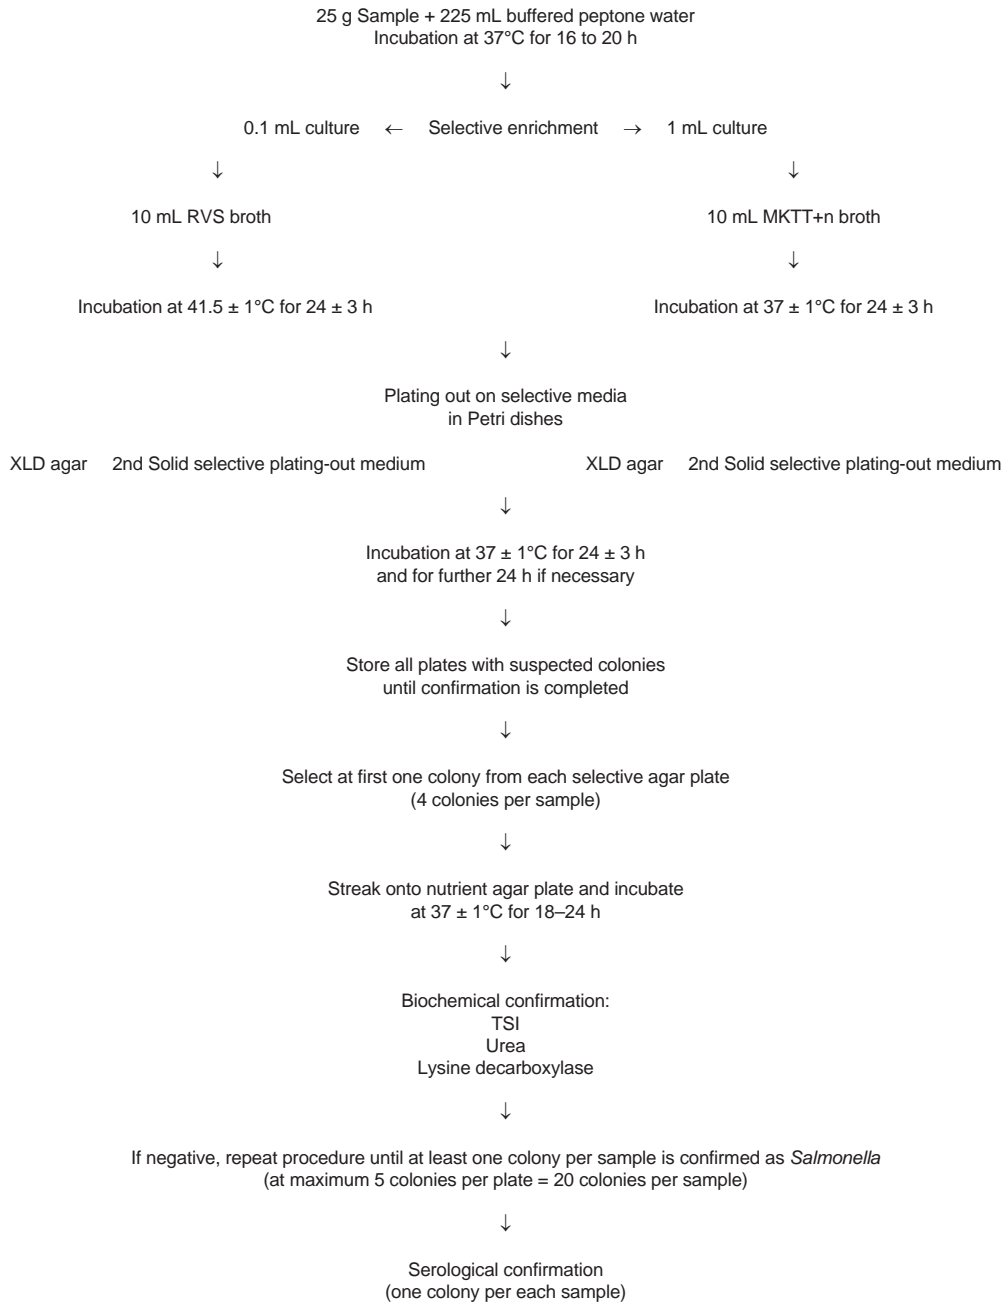 25 g Sample + 225 mL buffered peptone water
Incubation at 37°C for 16 to 20 h
↓
0.1 mL culture ← Selective enrichment → 1 mL culture
↓ ↓
10 mL RVS broth 10 mL MKTT+n broth
↓ ↓
Incubation at 41.5 ± 1°C for 24 ± 3 h Incubation at 37 ± 1°C for 24 ± 3 h
↓
Plating out on selective media
in Petri dishes
XLD agar 2nd Solid selective plating-out medium XLD agar 2nd Solid selective plating-out medium
↓
Incubation at 37 ± 1°C for 24 ± 3 h
and for further 24 h if necessary
↓
Store all plates with suspected colonies
until confirmation is completed
↓
Select at first one colony from each selective agar plate
(4 colonies per sample)
↓
Streak onto nutrient agar plate and incubate
at 37 ± 1°C for 18–24 h
↓
Biochemical confirmation:
TSI
Urea
Lysine decarboxylase
↓
If negative, repeat procedure until at least one colony per sample is confirmed as Salmonella
(at maximum 5 colonies per plate = 20 colonies per sample)
↓
Serological confirmation
(one colony per each sample)